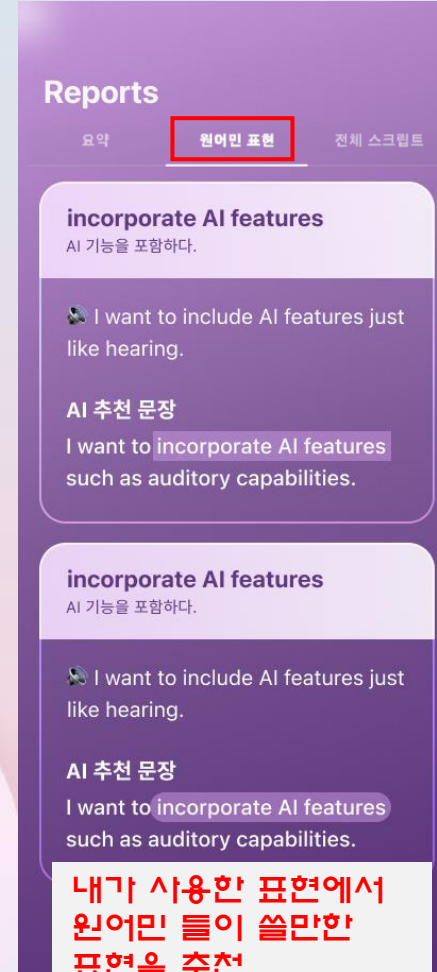 Reports
요약 원어민 표현 전체 스크립트
incorporate AI features
AI 기능을 포함하다.
🔊 I want to include AI features just
like hearing.
AI 추천 문장
I want to incorporate AI features
such as auditory capabilities.
incorporate AI features
AI 기능을 포함하다.
🔊 I want to include AI features just
like hearing.
AI 추천 문장
I want to incorporate AI features
such as auditory capabilities.
내가 사용한 표현에서
원어민 들이 쓸만한
표현을 추천